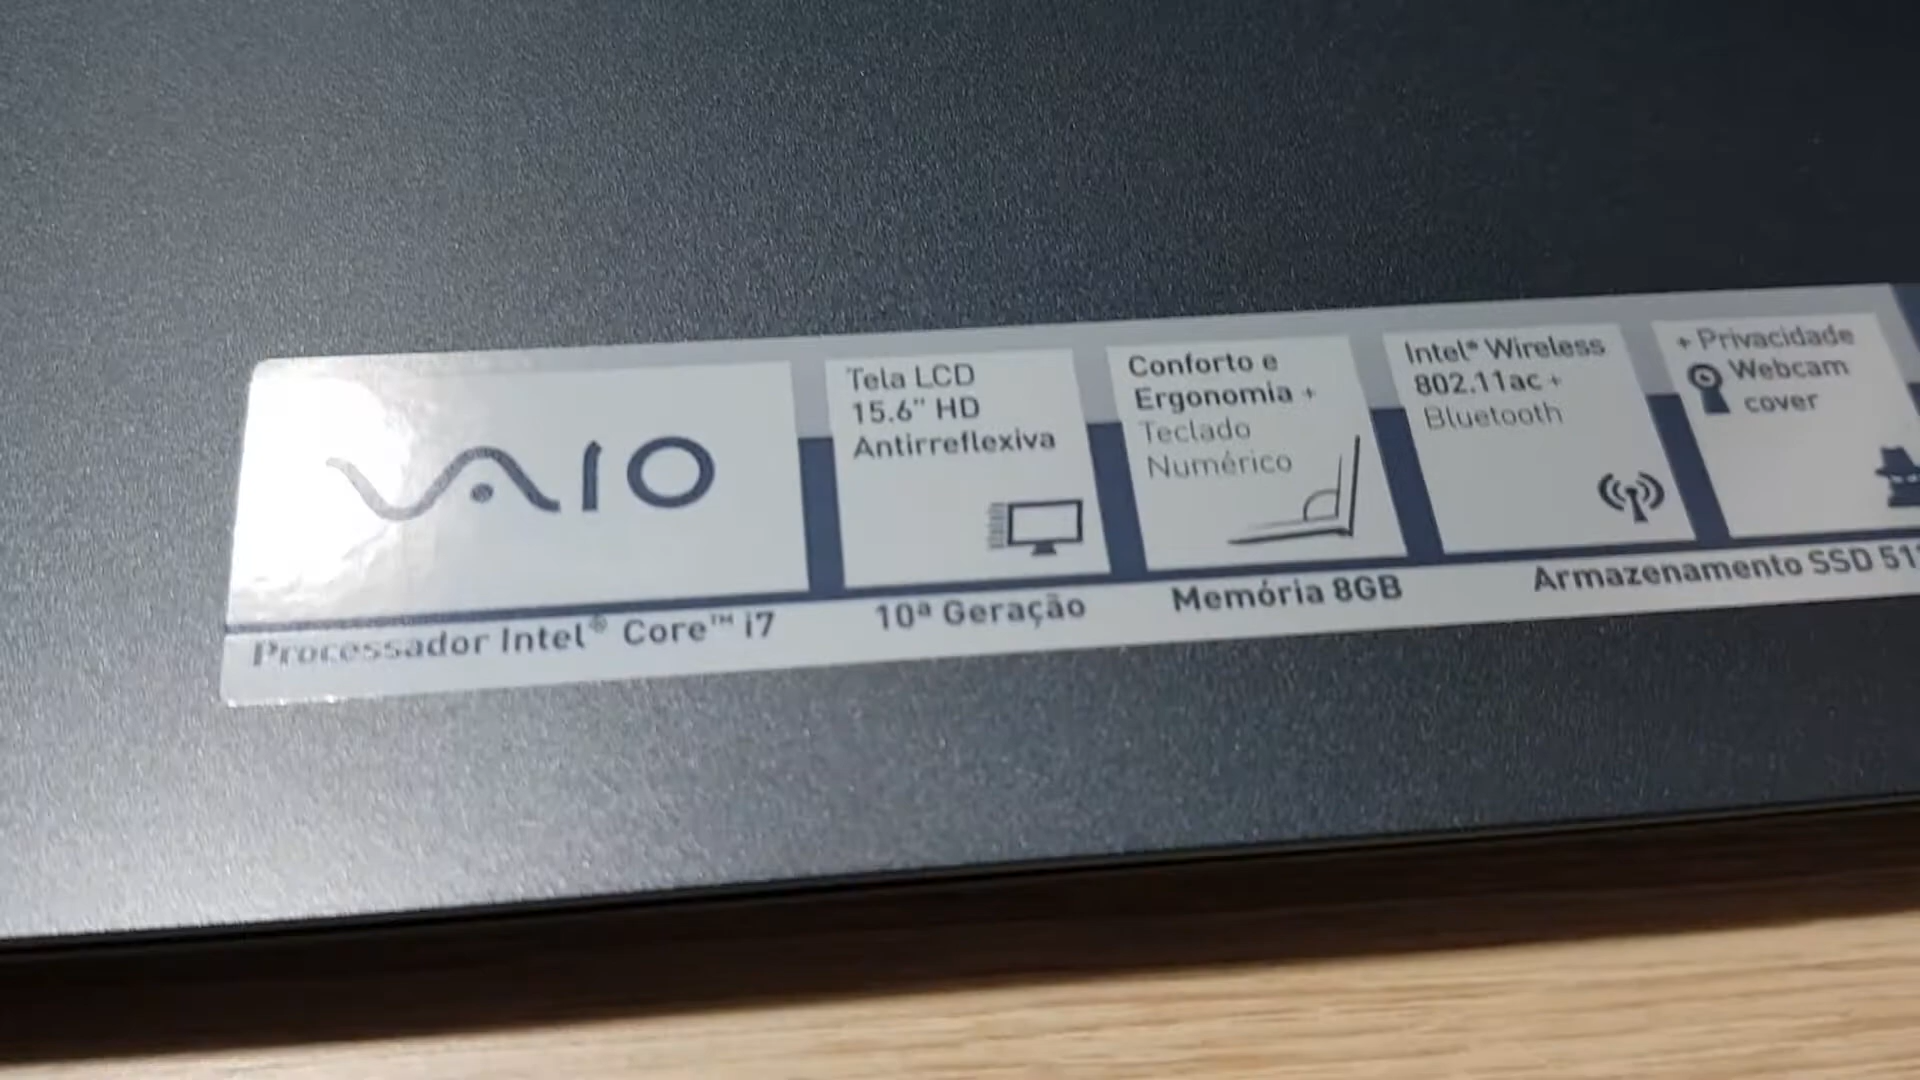 VAIO
Tela LCD
15.6" HD
Antirreflexiva
Conforto e
Ergonomia +
Teclado
Numérico
Intel® Wireless
802.11ac +
Bluetooth
+ Privacidade
Webcam
cover
Processador Intel® Core™ i7 10ª Geração Memória 8GB Armazenamento SSD 51